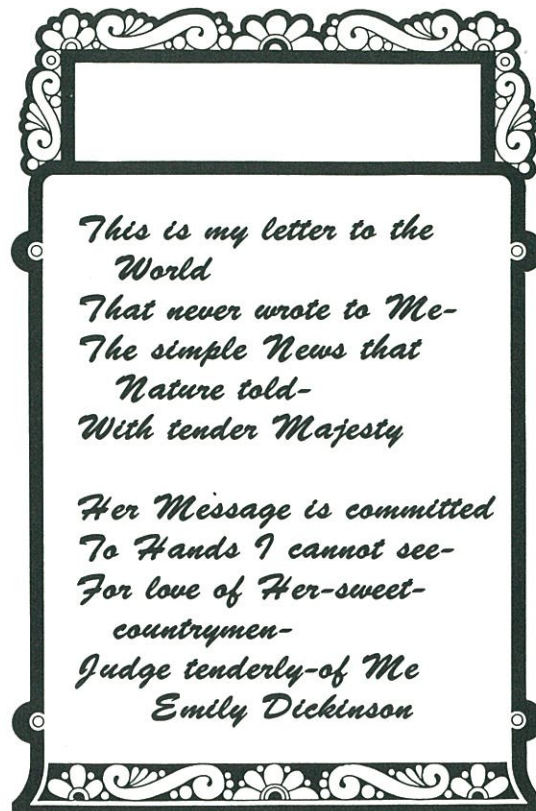 This is my letter to the
World
That never wrote to Me-
The simple News that
Nature told-
With tender Majesty
Her Message is committed
To Hands I cannot see-
For love of Her-sweet-
countrymen-
Judge tenderly-of Me
Emily Dickinson